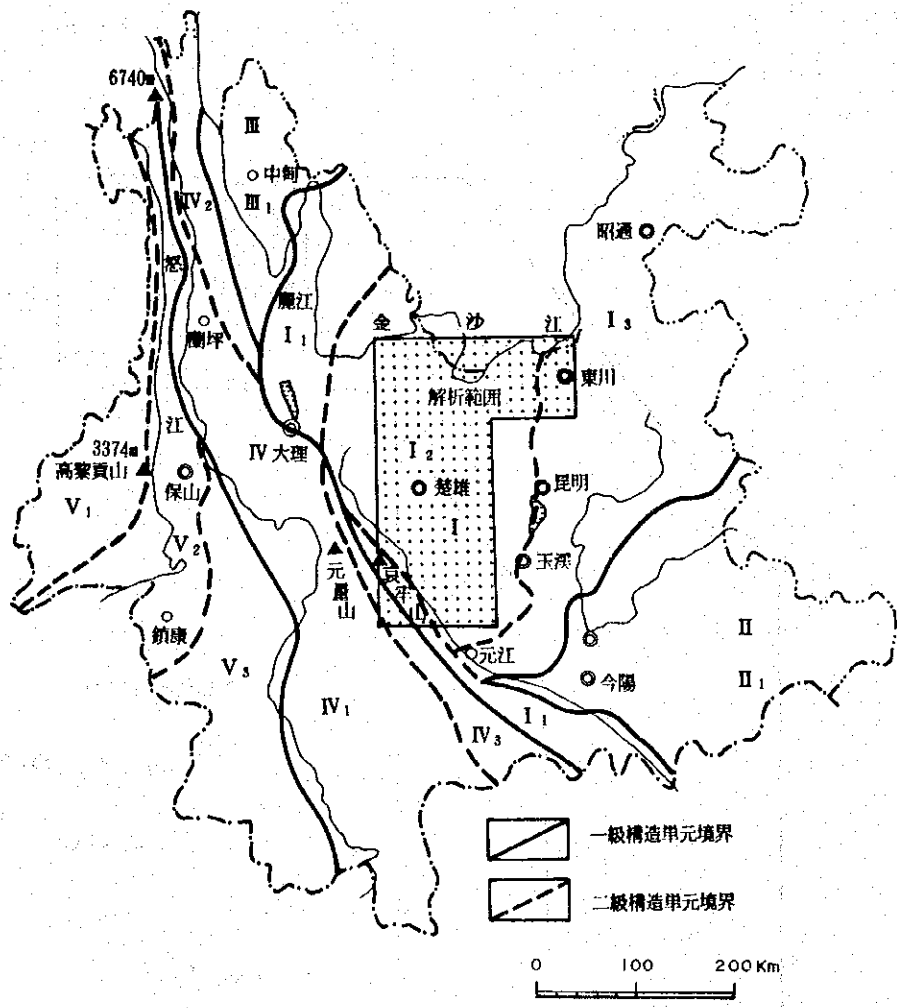 6740m
III
中甸
IV2
III1
昭通
怒
麗江
金 沙 江
I3
蘭坪
I1
東川
解析範囲
江
3374m
高黎貢山
IV 大理
I2
V1
保山
楚雄
昆明
V2
I
元量山
哀牢山
玉渓
鎮康
元江
II
V3
今陽
II1
IV1
I1
IV3
一級構造単元境界
二級構造単元境界
0 100 200 Km